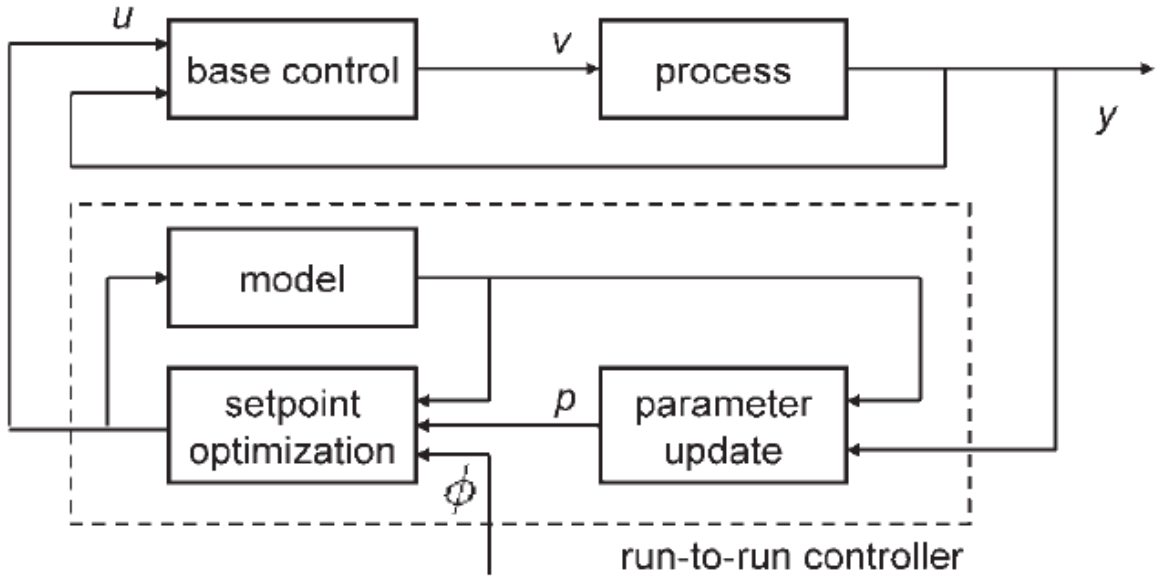 u
base control
v
process
y
model
setpoint
optimization
p
parameter
update
ϕ
run-to-run controller